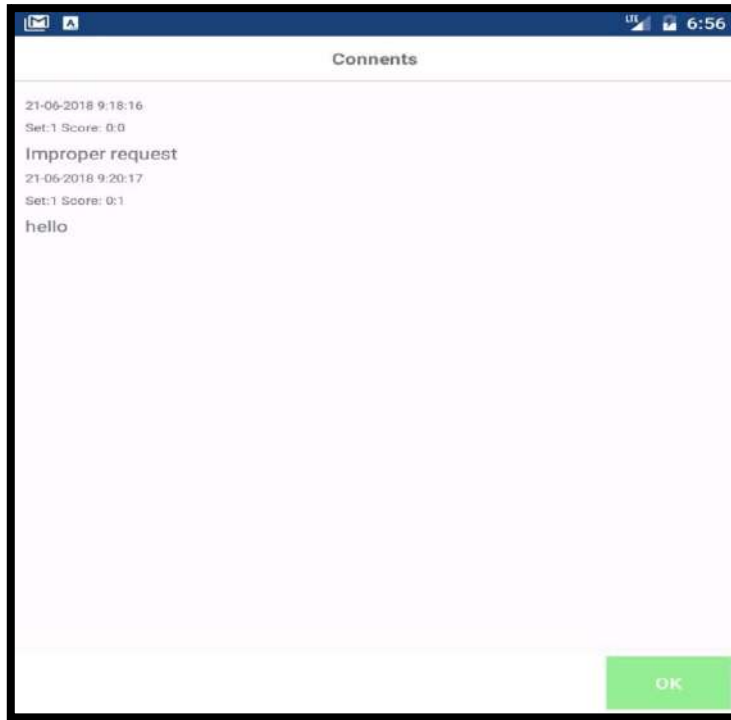 LTE 6:56
Connents
21-06-2018 9:18:16
Set:1 Score: 0:0
Improper request
21-06-2018 9:20:17
Set:1 Score: 0:1
hello
OK